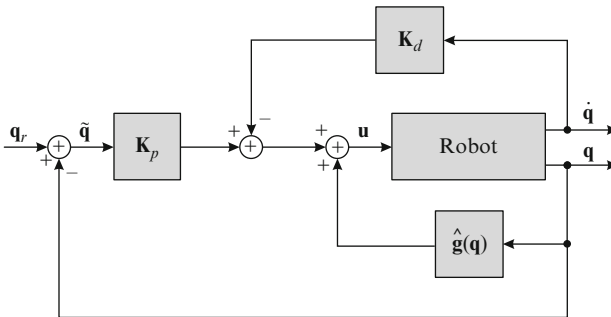 K_d
−
q̇
q_r
q̃
+
+
u
K_p
Robot
q
+
+
+
+
+
+
−
ĝ(q)